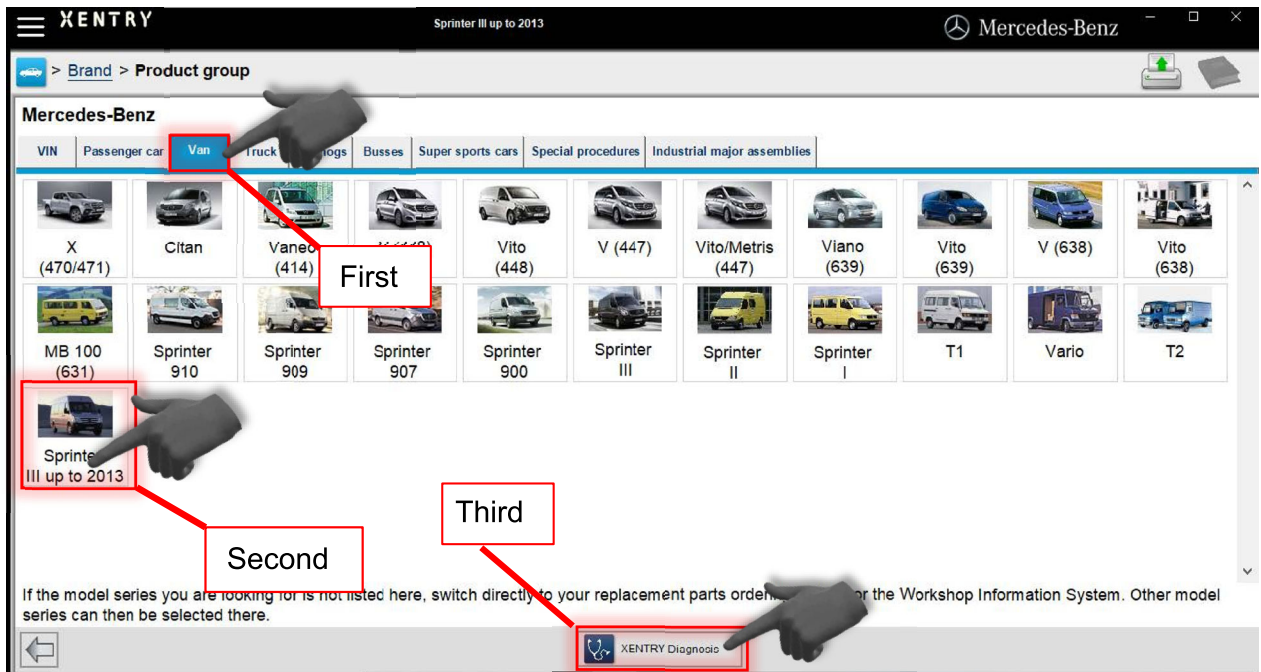 XENTRY
Sprinter III up to 2013
Mercedes-Benz
> Brand > Product group
Mercedes-Benz
VIN
Passenger car
Van
Truck
Busses
Super sports cars
Special procedures
Industrial major assemblies
X
(470/471)
Citan
Vaneo
(414)
Vito
(448)
V (447)
Vito/Metris
(447)
Viano
(639)
Vito
(639)
V (638)
Vito
(638)
First
MB 100
(631)
Sprinter
910
Sprinter
909
Sprinter
907
Sprinter
900
Sprinter
III
Sprinter
II
Sprinter
I
T1
Vario
T2
Sprinter
III up to 2013
Second
Third
If the model series you are looking for is not listed here, switch directly to your replacement parts or the Workshop Information System. Other model
series can then be selected there.
XENTRY Diagnosis